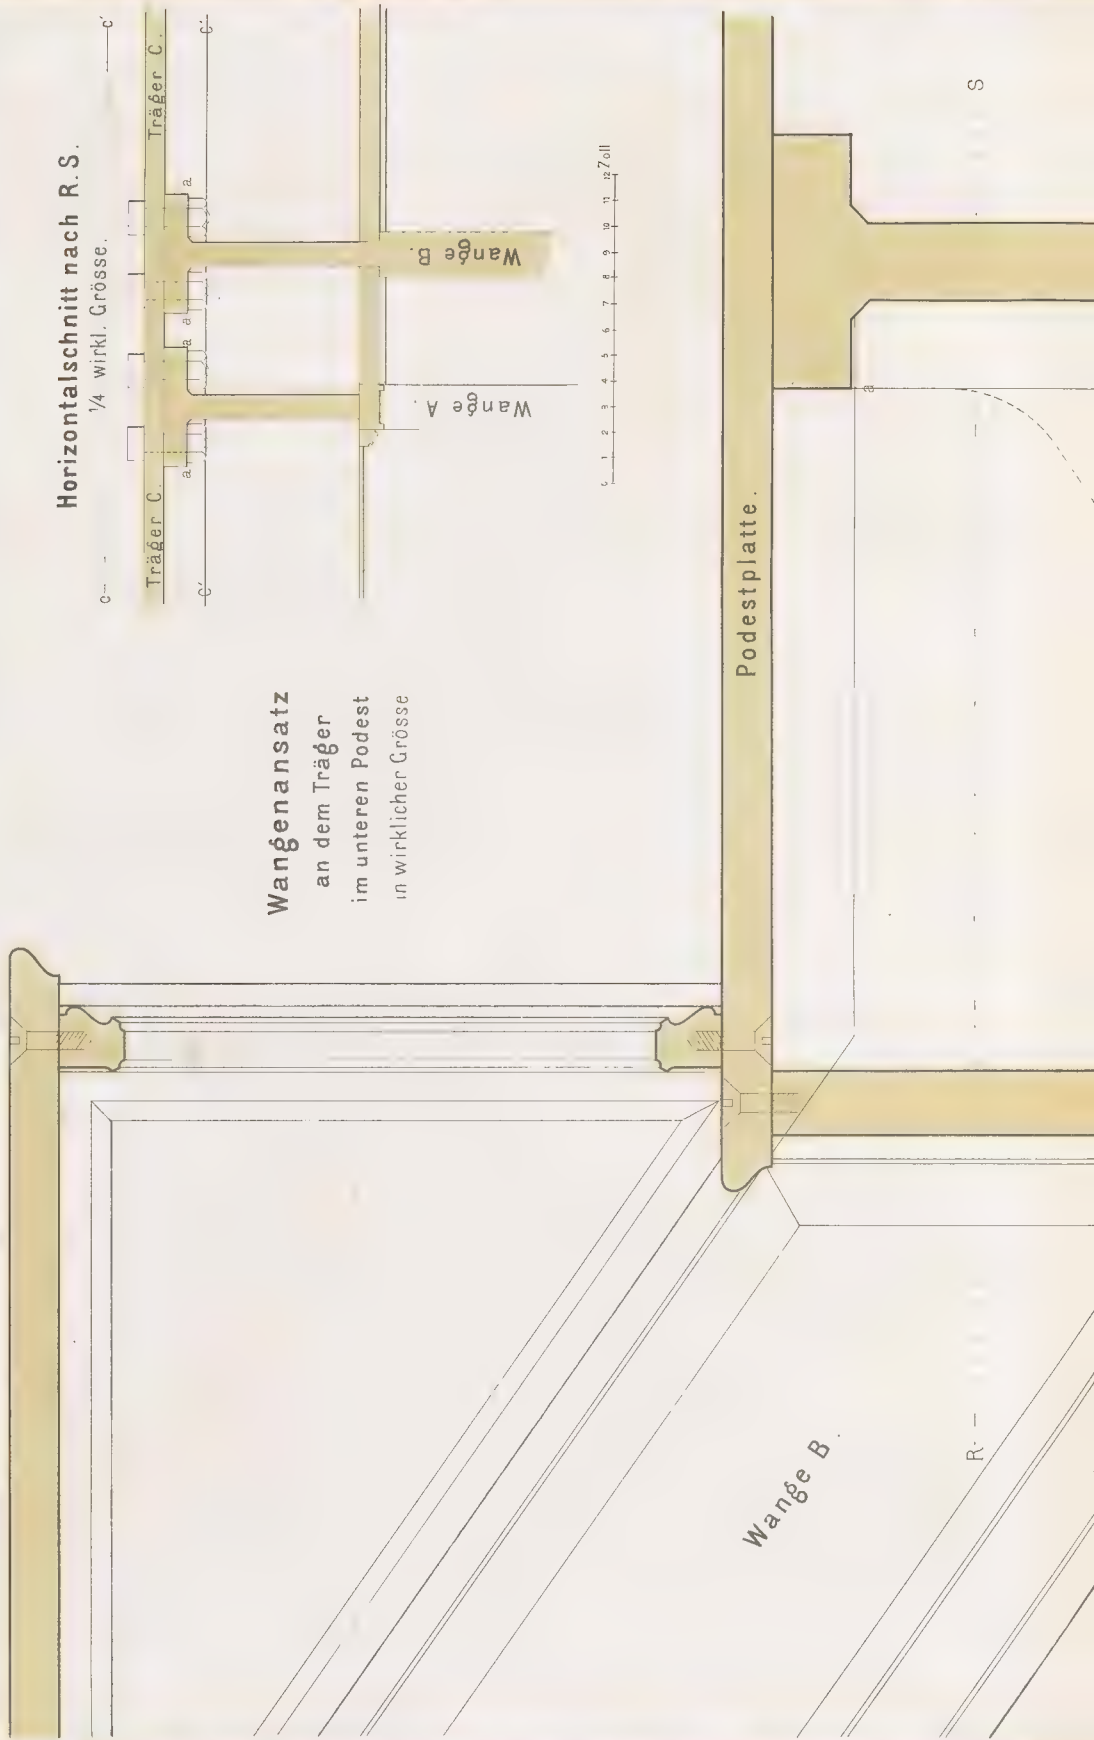 Horizontalschnitt nach R. S.
1/4 wirkl. Grösse.
c
c'
Träger C.
Träger C.
C'
c'
a
a
a
a
Wange A.
Wange B.
0 1 2 3 4 5 6 7 8 9 10 11 12 Zoll
Wangenansatz
an dem Träger
im unteren Podest
in wirklicher Grösse
Podestplatte.
a
Wange B.
R.
S